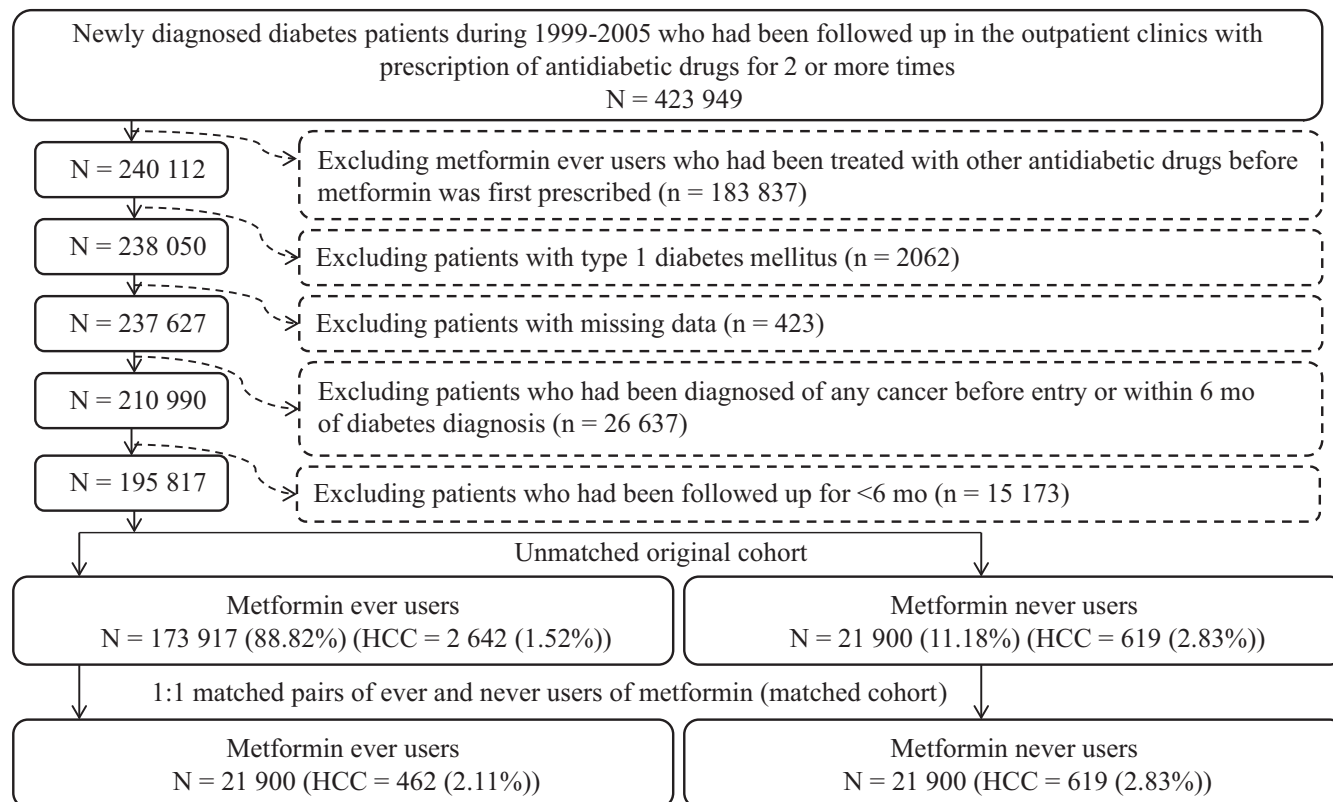 Newly diagnosed diabetes patients during 1999-2005 who had been followed up in the outpatient clinics with
prescription of antidiabetic drugs for 2 or more times
N = 423 949
N = 240 112
Excluding metformin ever users who had been treated with other antidiabetic drugs before
metformin was first prescribed (n = 183 837)
N = 238 050
Excluding patients with type 1 diabetes mellitus (n = 2062)
N = 237 627
Excluding patients with missing data (n = 423)
N = 210 990
Excluding patients who had been diagnosed of any cancer before entry or within 6 mo
of diabetes diagnosis (n = 26 637)
N = 195 817
Excluding patients who had been followed up for <6 mo (n = 15 173)
Unmatched original cohort
Metformin ever users
N = 173 917 (88.82%) (HCC = 2 642 (1.52%))
Metformin never users
N = 21 900 (11.18%) (HCC = 619 (2.83%))
1:1 matched pairs of ever and never users of metformin (matched cohort)
Metformin ever users
N = 21 900 (HCC = 462 (2.11%))
Metformin never users
N = 21 900 (HCC = 619 (2.83%))